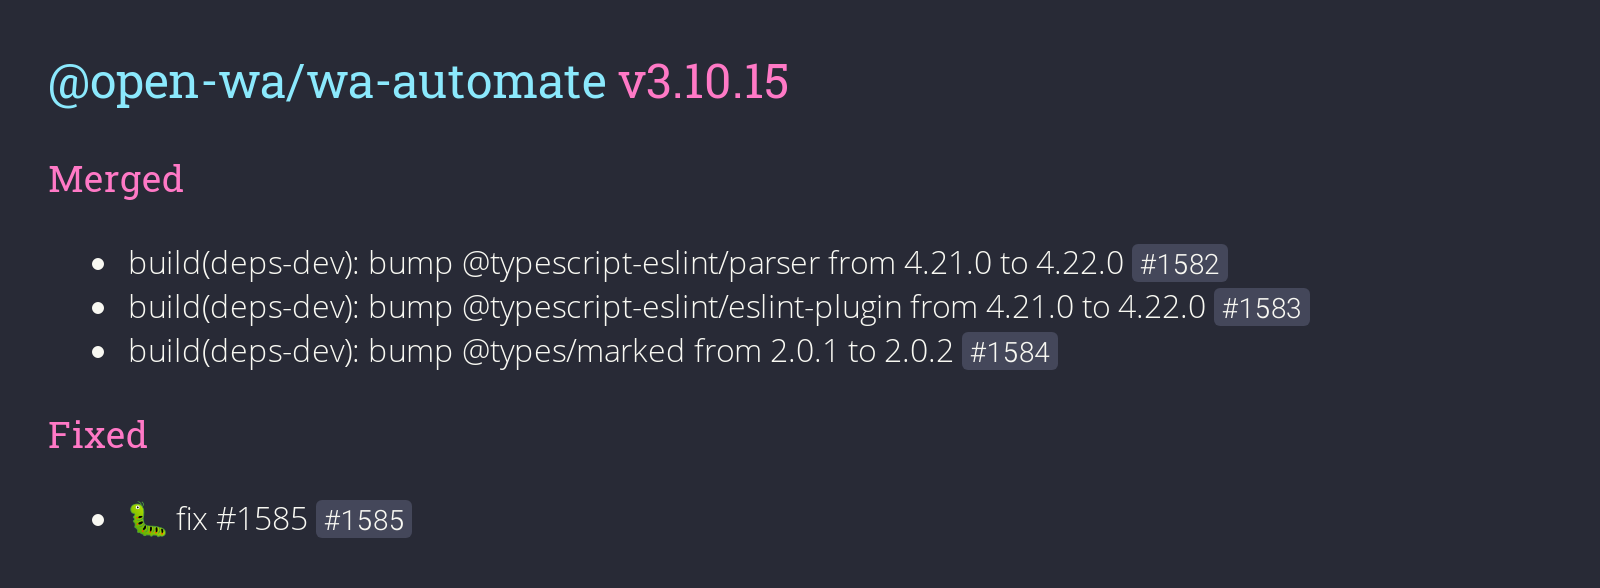 @open-wa/wa-automate v3.10.15
Merged
build(deps-dev): bump @typescript-eslint/parser from 4.21.0 to 4.22.0 #1582
build(deps-dev): bump @typescript-eslint/eslint-plugin from 4.21.0 to 4.22.0 #1583
build(deps-dev): bump @types/marked from 2.0.1 to 2.0.2 #1584
Fixed
🐛 fix #1585 #1585